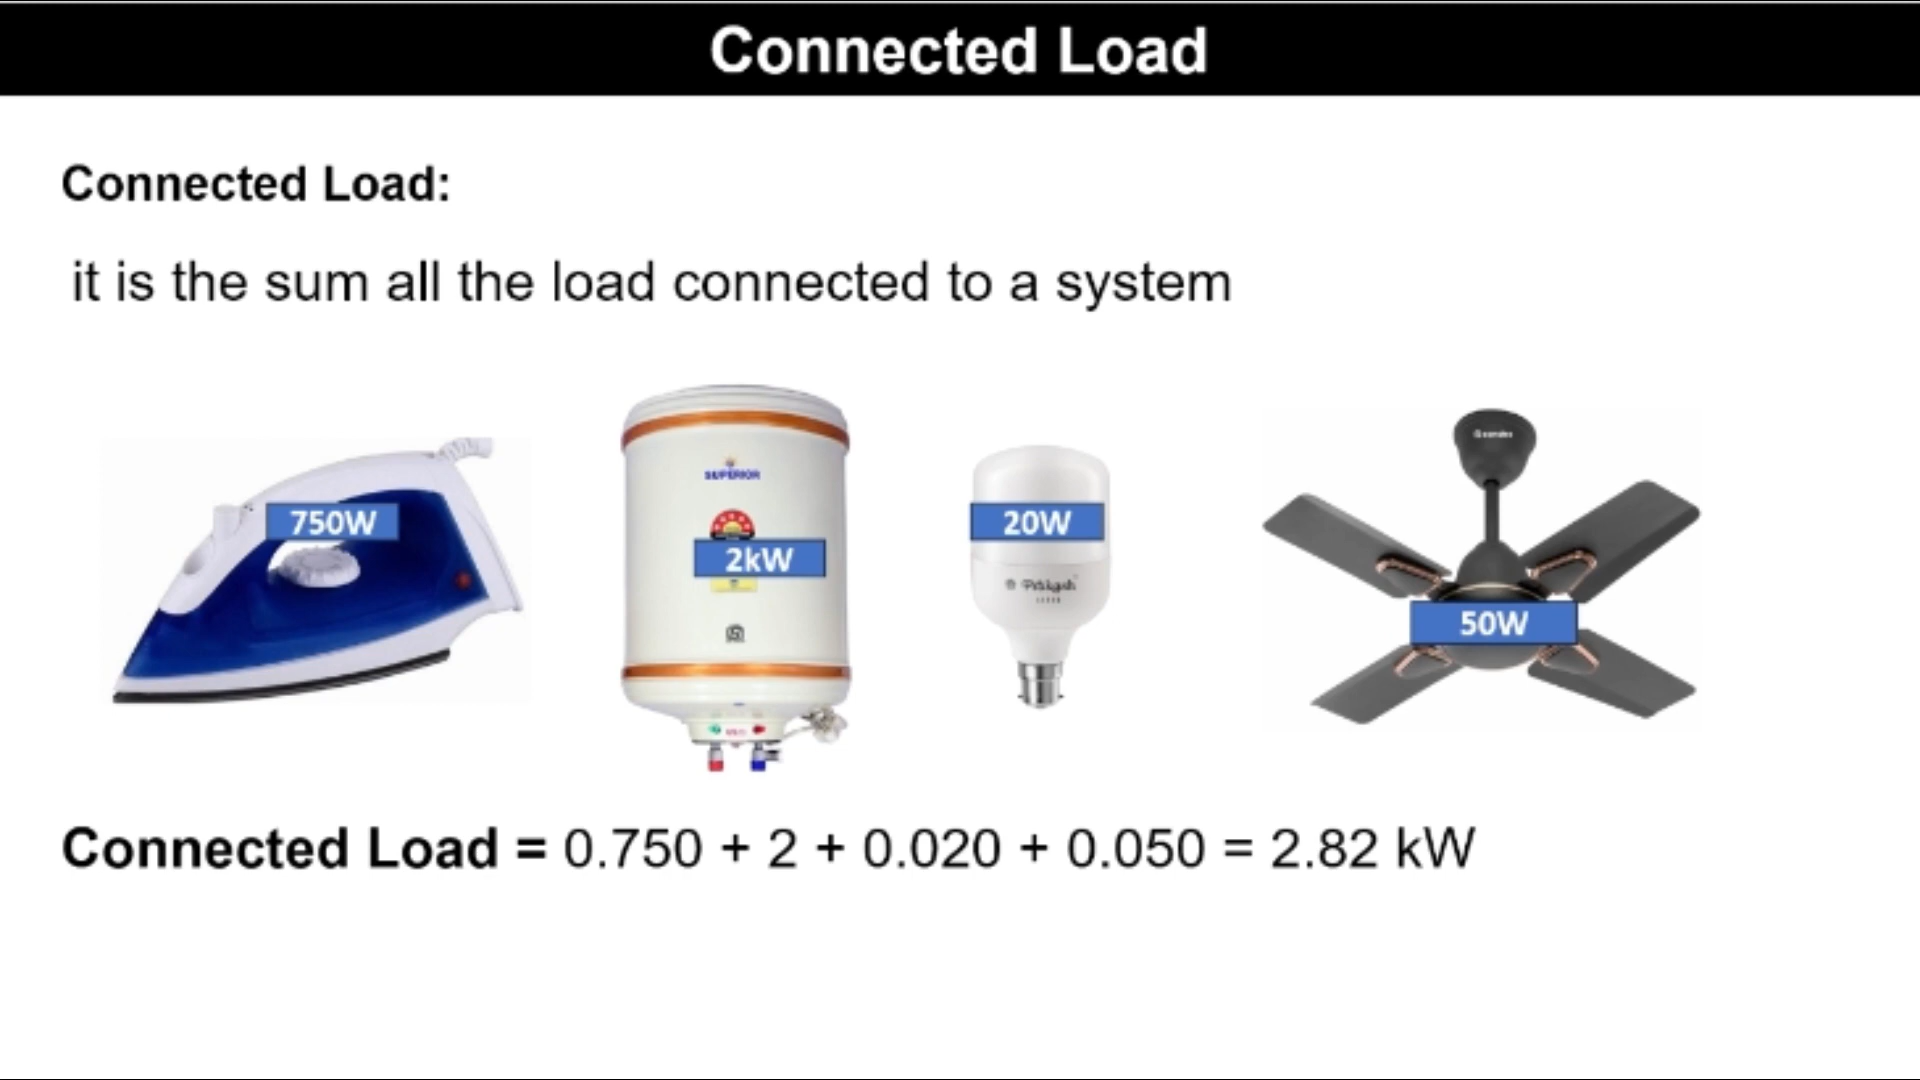 Connected Load
Connected Load:
it is the sum all the load connected to a system
750W
SUPERIOR
2kW
20W
50W
Connected Load = 0.750 + 2 + 0.020 + 0.050 = 2.82 kW